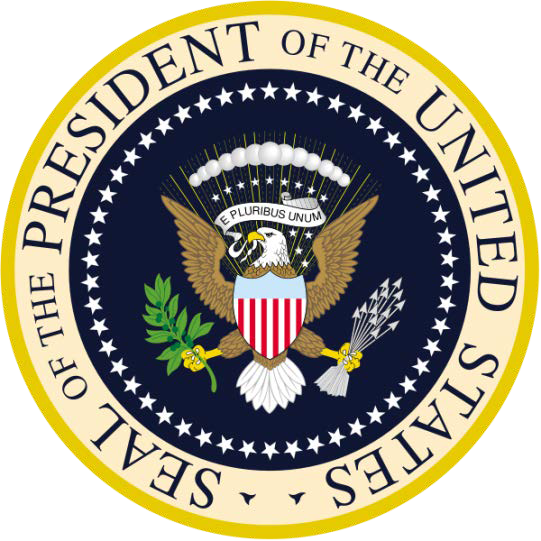 SEAL OF THE PRESIDENT OF THE UNITED STATES
E PLURIBUS UNUM